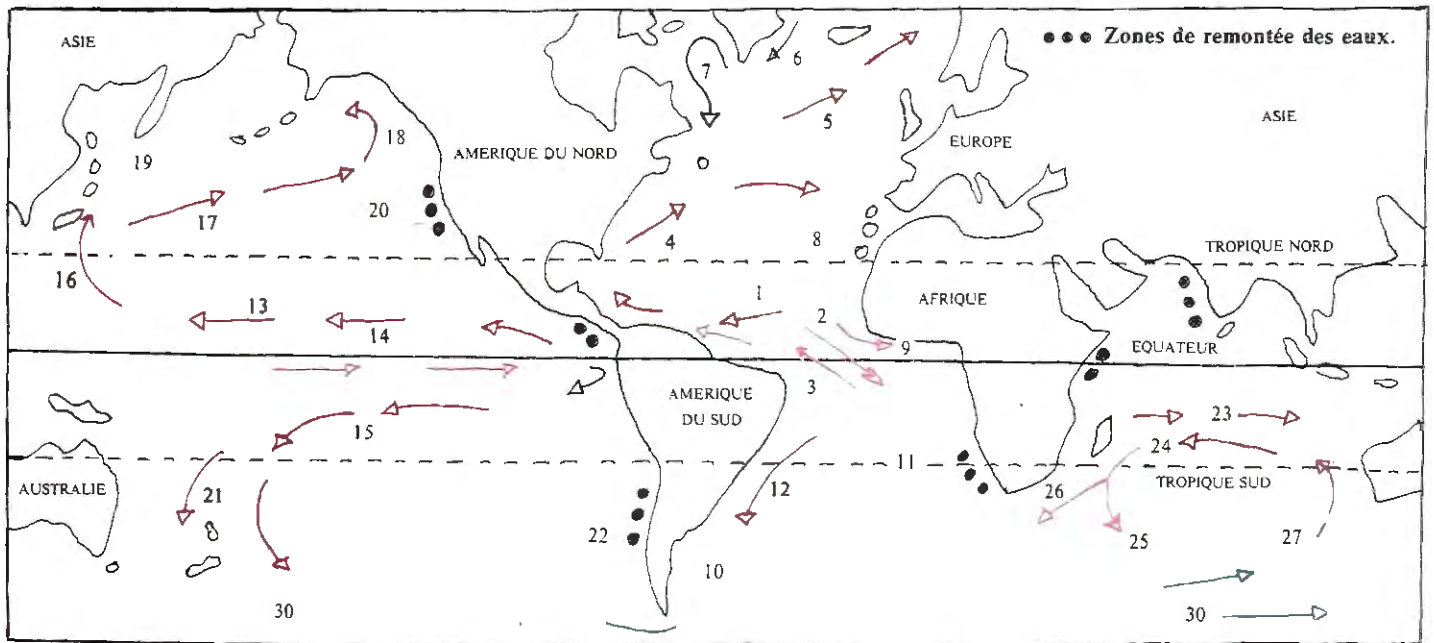 ASIE
••• Zones de remontée des eaux.
6
7
5
ASIE
18
AMÉRIQUE DU NORD
EUROPE
19
20
17
4
8
TROPIQUE NORD
16
13
1
AFRIQUE
14
2
9
EQUATEUR
3
AMERIQUE
DU SUD
23
15
24
11
AUSTRALIE
21
12
26
TROPIQUE SUD
22
25
27
10
30
30